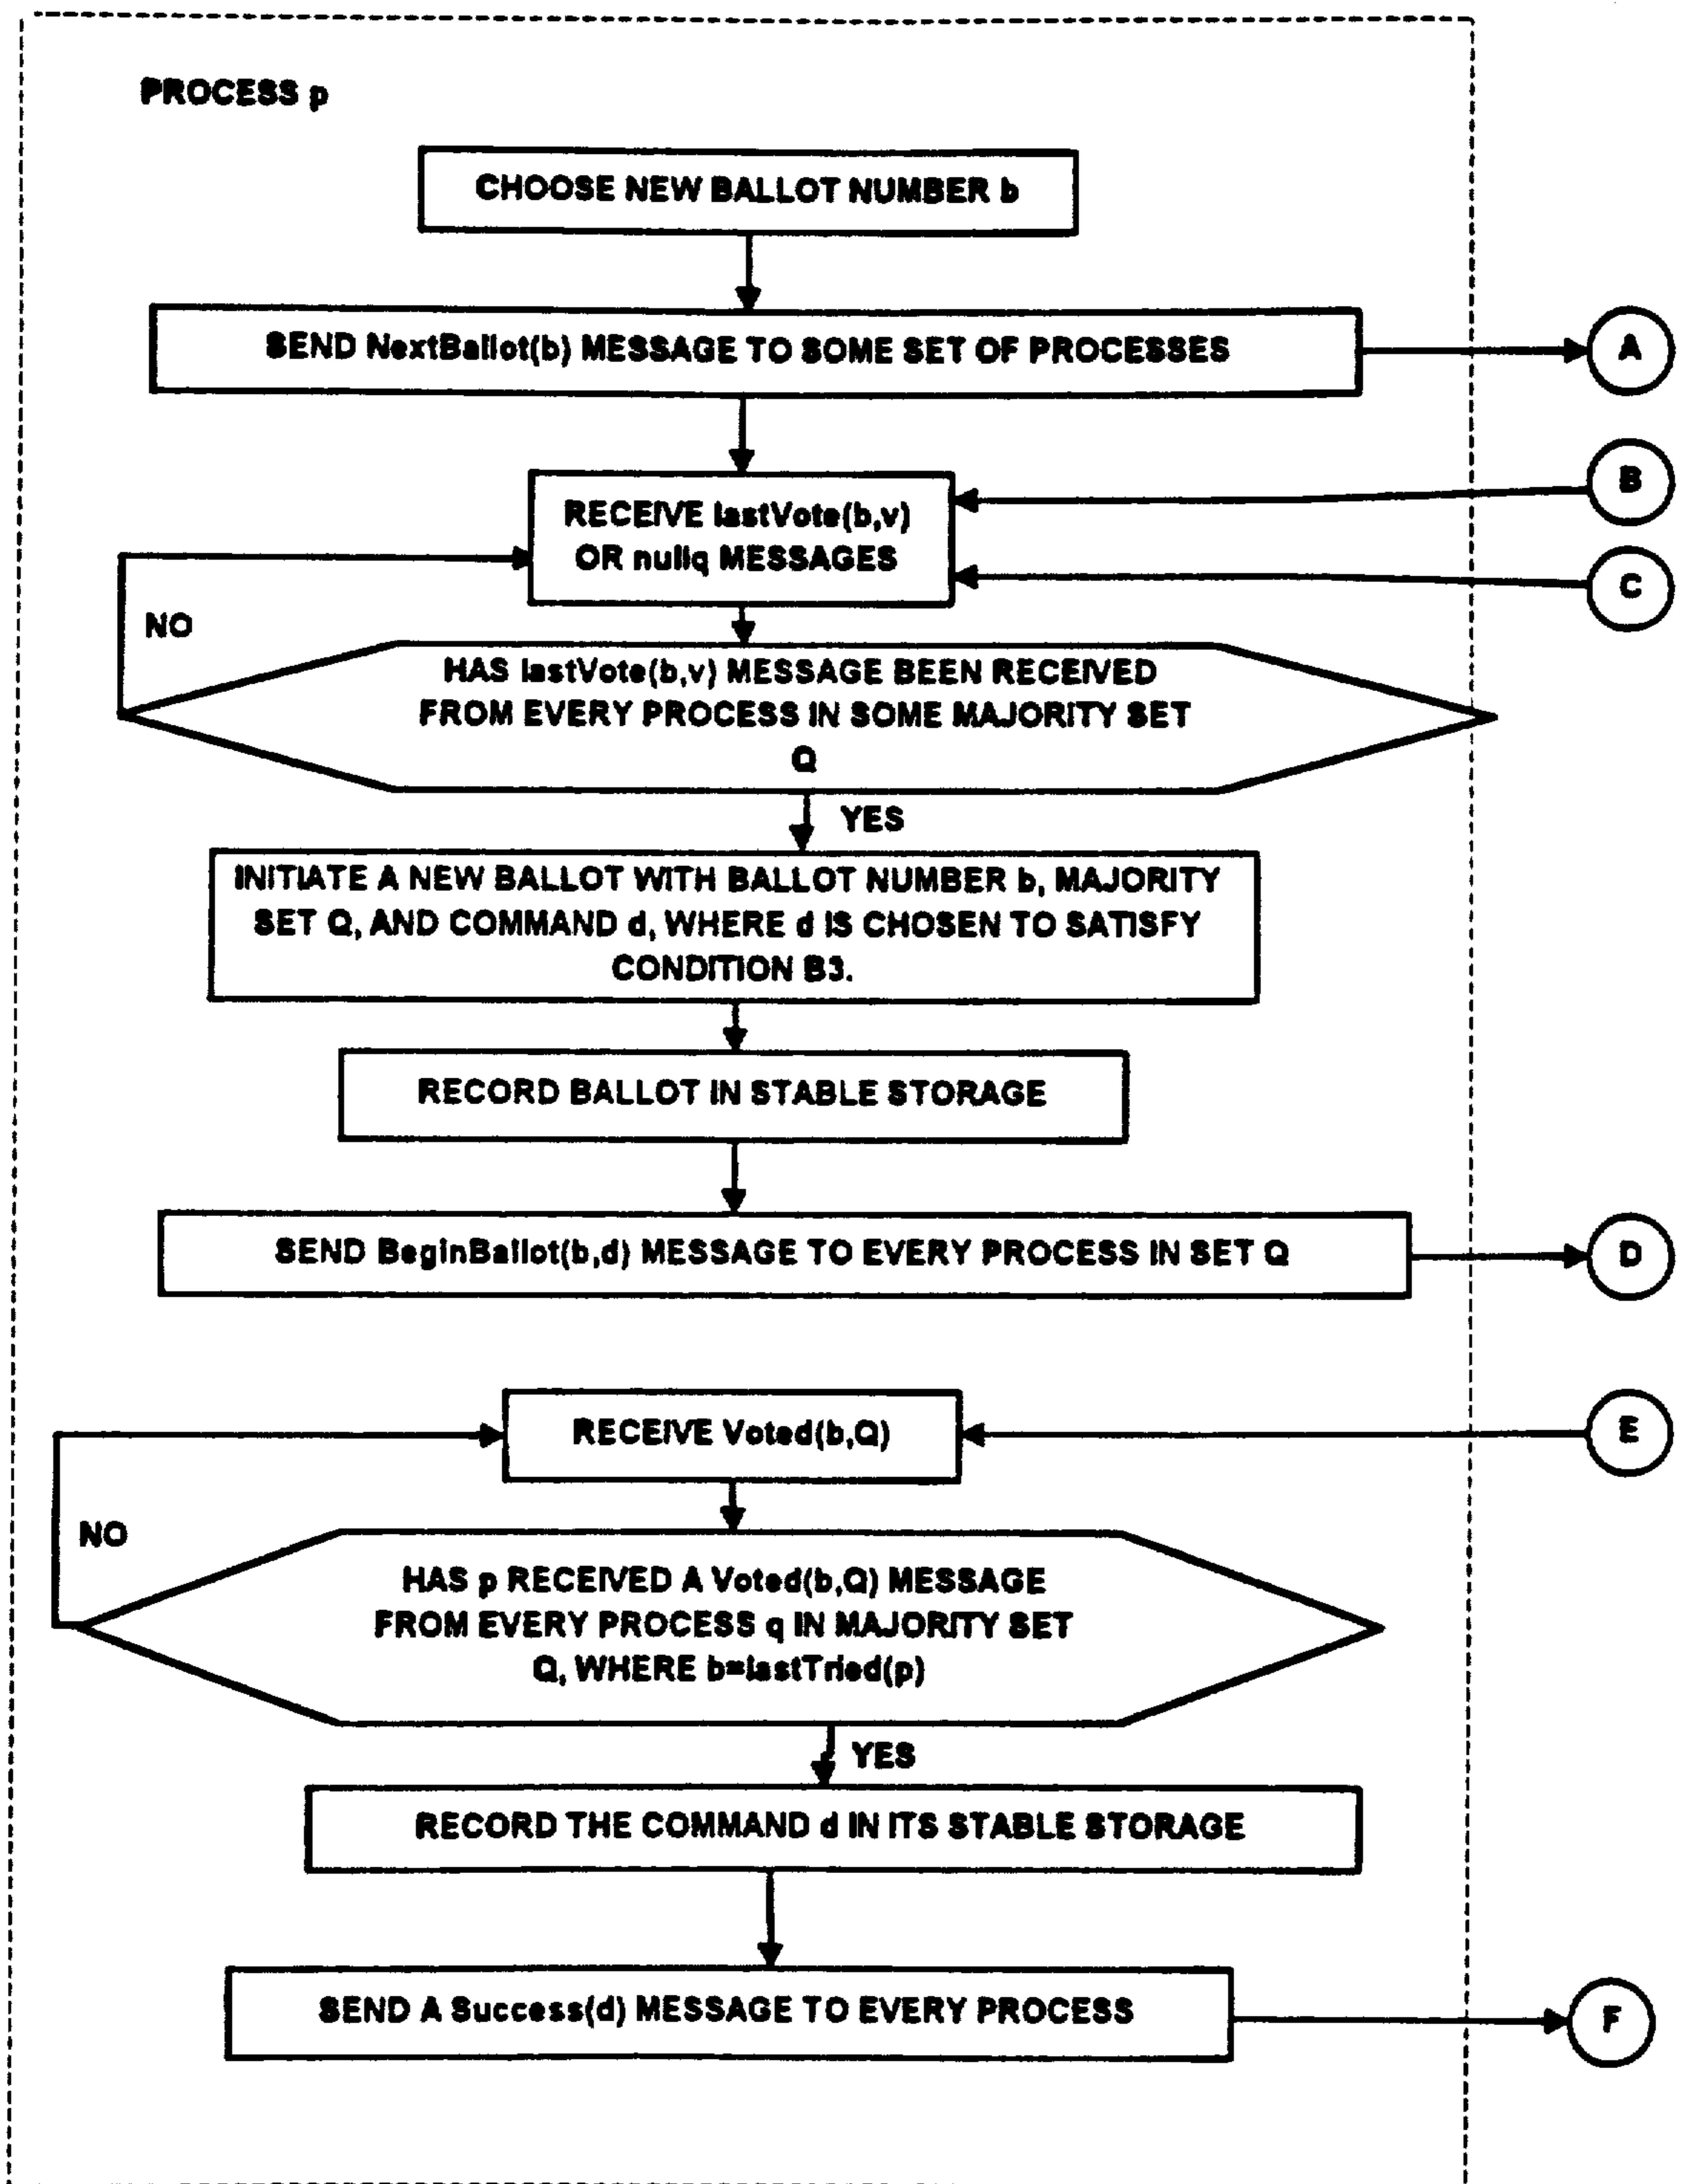 PROCESS p
CHOOSE NEW BALLOT NUMBER b
SEND NextBallot(b) MESSAGE TO SOME SET OF PROCESSES
A
B
RECEIVE lastVote(b,v)
OR nullq MESSAGES
C
NO
HAS lastVote(b,v) MESSAGE BEEN RECEIVED
FROM EVERY PROCESS IN SOME MAJORITY SET
Q
YES
INITIATE A NEW BALLOT WITH BALLOT NUMBER b, MAJORITY
SET Q, AND COMMAND d, WHERE d IS CHOSEN TO SATISFY
CONDITION B3.
RECORD BALLOT IN STABLE STORAGE
SEND BeginBallot(b,d) MESSAGE TO EVERY PROCESS IN SET Q
D
RECEIVE Voted(b,Q)
E
NO
HAS p RECEIVED A Voted(b,Q) MESSAGE
FROM EVERY PROCESS q IN MAJORITY SET
Q, WHERE b=lastTried(p)
YES
RECORD THE COMMAND d IN ITS STABLE STORAGE
SEND A Success(d) MESSAGE TO EVERY PROCESS
F